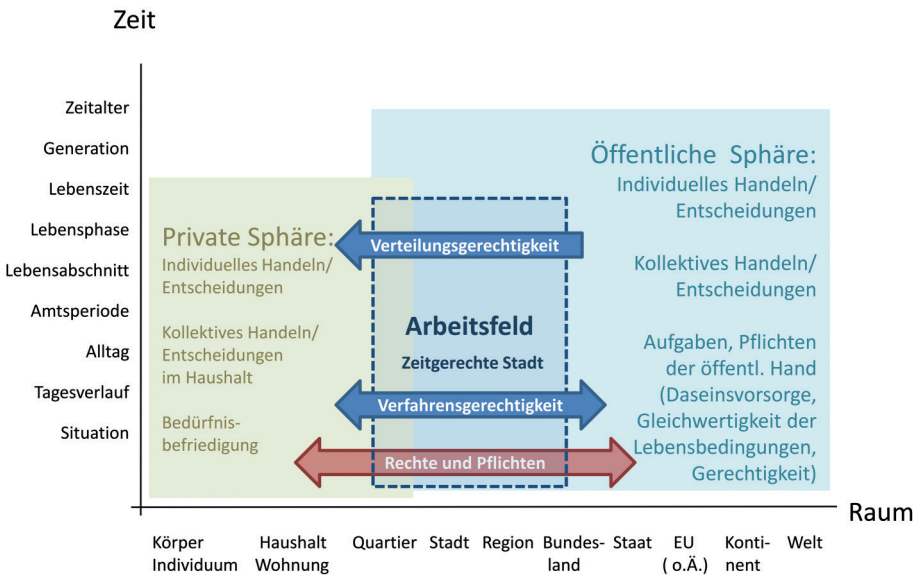 Zeit
Zeitalter
Generation
Lebenszeit
Lebensphase
Lebensabschnitt
Amtsperiode
Alltag
Tagesverlauf
Situation
Private Sphäre:
Individuelles Handeln/
Entscheidungen
Kollektives Handeln/
Entscheidungen
im Haushalt
Bedürfnis-
befriedigung
Verteilungsgerechtigkeit
Arbeitsfeld
Zeitgerechte Stadt
Verfahrensgerechtigkeit
Rechte und Pflichten
Öffentliche Sphäre:
Individuelles Handeln/
Entscheidungen
Kollektives Handeln/
Entscheidungen
Aufgaben, Pflichten
der öffentl. Hand
(Daseinsvorsorge,
Gleichwertigkeit der
Lebensbedingungen,
Gerechtigkeit)
Raum
Körper
Individuum
Haushalt
Wohnung
Quartier
Stadt
Region
Bundes-
land
Staat
EU
( o.Ä.)
Konti-
nent
Welt